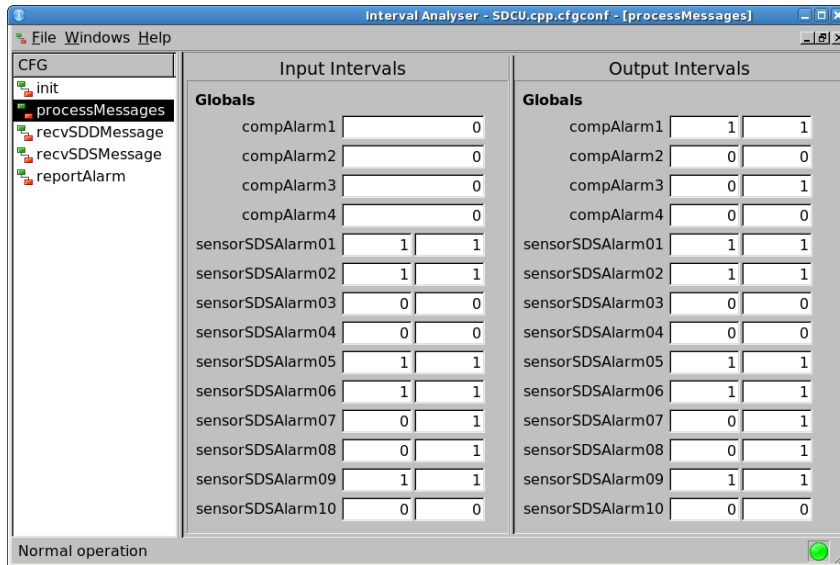 Interval Analyser - SDCU.cpp.cfgconf - [processMessages]
File Windows Help
CFG
init
processMessages
recvSDDMessage
recvSDSMessage
reportAlarm
Input Intervals
Globals
compAlarm1 0
compAlarm2 0
compAlarm3 0
compAlarm4 0
sensorSDSAlarm01 1 1
sensorSDSAlarm02 1 1
sensorSDSAlarm03 0 0
sensorSDSAlarm04 0 0
sensorSDSAlarm05 1 1
sensorSDSAlarm06 1 1
sensorSDSAlarm07 0 1
sensorSDSAlarm08 0 1
sensorSDSAlarm09 1 1
sensorSDSAlarm10 0 0
Output Intervals
Globals
compAlarm1 1 1
compAlarm2 0 0
compAlarm3 0 1
compAlarm4 0 0
sensorSDSAlarm01 1 1
sensorSDSAlarm02 1 1
sensorSDSAlarm03 0 0
sensorSDSAlarm04 0 0
sensorSDSAlarm05 1 1
sensorSDSAlarm06 1 1
sensorSDSAlarm07 0 1
sensorSDSAlarm08 0 1
sensorSDSAlarm09 1 1
sensorSDSAlarm10 0 0
Normal operation